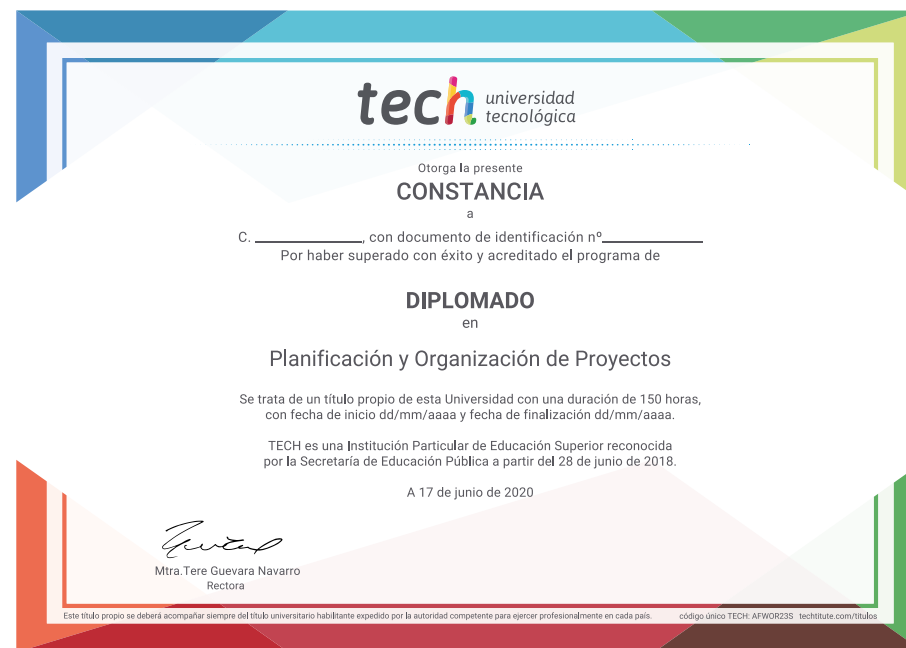 tech universidad
tecnológica
Otorga la presente
CONSTANCIA
a
C. ____________, con documento de identificación nº____________
Por haber superado con éxito y acreditado el programa de
DIPLOMADO
en
Planificación y Organización de Proyectos
Se trata de un título propio de esta Universidad con una duración de 150 horas,
con fecha de inicio dd/mm/aaaa y fecha de finalización dd/mm/aaaa.
TECH es una Institución Particular de Educación Superior reconocida
por la Secretaría de Educación Pública a partir del 28 de junio de 2018.
A 17 de junio de 2020
Mtra.Tere Guevara Navarro
Rectora
Este título propio se deberá acompañar siempre del título universitario habilitante expedido por la autoridad competente para ejercer profesionalmente en cada país. código único TECH: AFWOR23S techtitute.com/titulos